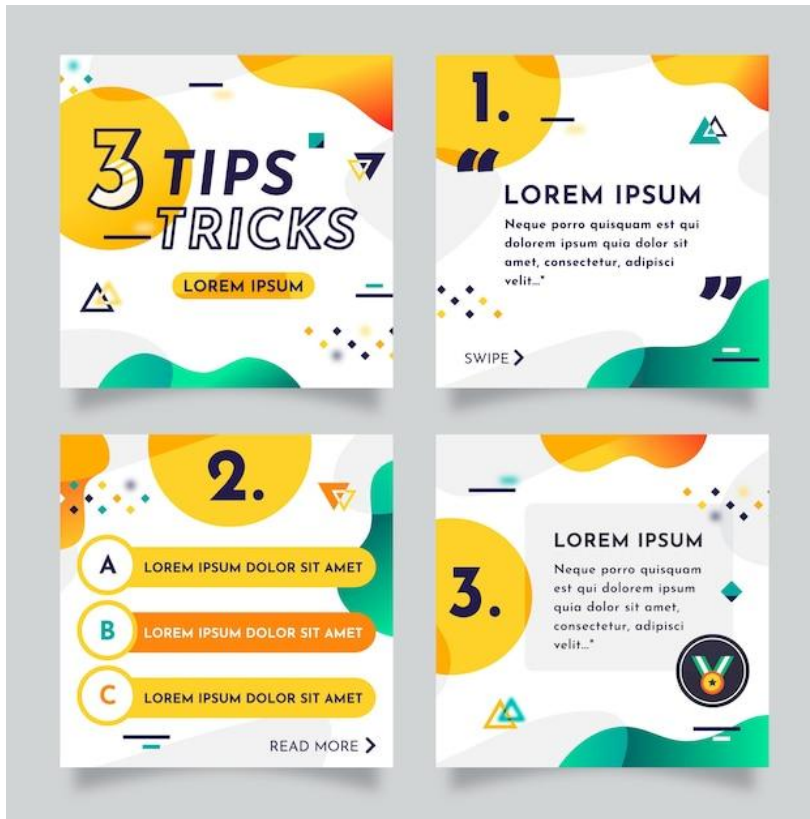 3 TIPS
TRICKS
LOREM IPSUM
1.
“
LOREM IPSUM
Neque porro quisquam est qui
dolorem ipsum quia dolor sit
amet, consectetur, adipisci
velit..."
”
SWIPE
2.
A LOREM IPSUM DOLOR SIT AMET
B LOREM IPSUM DOLOR SIT AMET
C LOREM IPSUM DOLOR SIT AMET
READ MORE
3.
LOREM IPSUM
Neque porro quisquam
est qui dolorem ipsum
quia dolor sit amet,
consectetur, adipisci
velit..."